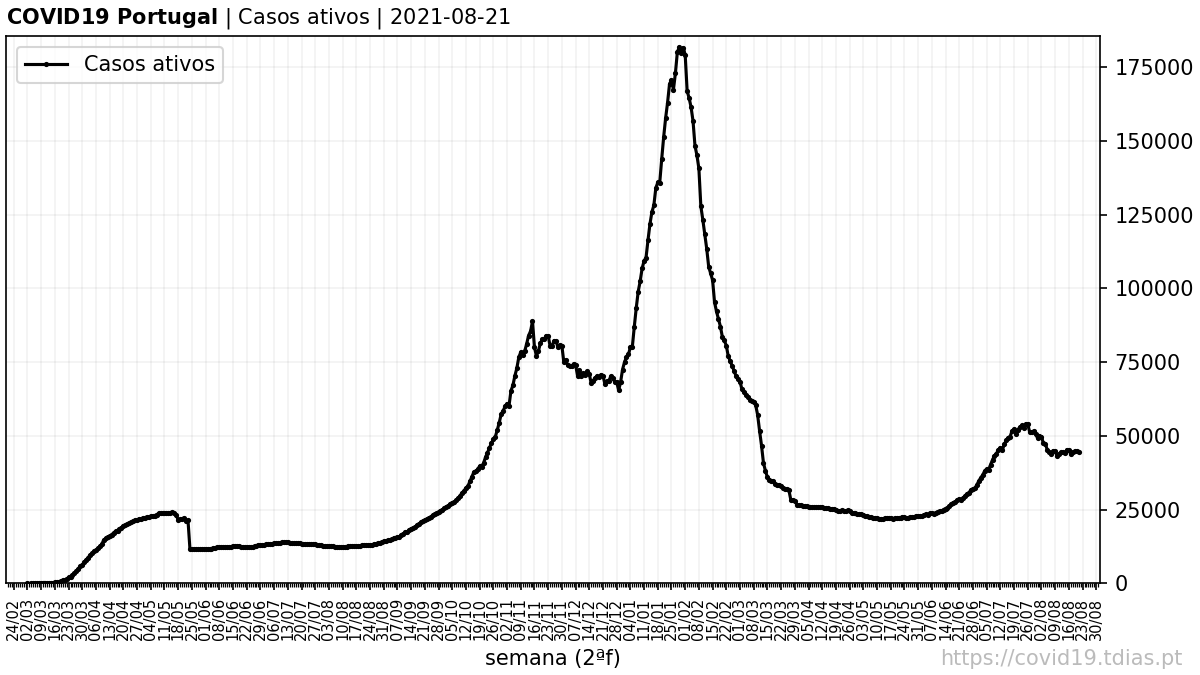 COVID19 Portugal | Casos ativos | 2021-08-21
Casos ativos
175000
150000
125000
100000
75000
50000
25000
0
24/02 02/03 09/03 16/03 23/03 30/03 06/04 13/04 20/04 27/04 04/05 11/05 18/05 25/05 01/06 08/06 15/06 22/06 29/06 06/07 13/07 20/07 27/07 03/08 10/08 17/08 24/08 31/08 07/09 14/09 21/09 28/09 05/10 12/10 19/10 26/10 02/11 09/11 16/11 23/11 30/11 07/12 14/12 21/12 28/12 04/01 11/01 18/01 25/01 01/02 08/02 15/02 22/02 01/03 08/03 15/03 22/03 29/03 05/04 12/04 19/04 26/04 03/05 10/05 17/05 24/05 31/05 07/06 14/06 21/06 28/06 05/07 12/07 19/07 26/07 02/08 09/08 16/08 23/08 30/08
semana (2ªf)
https://covid19.tdias.pt